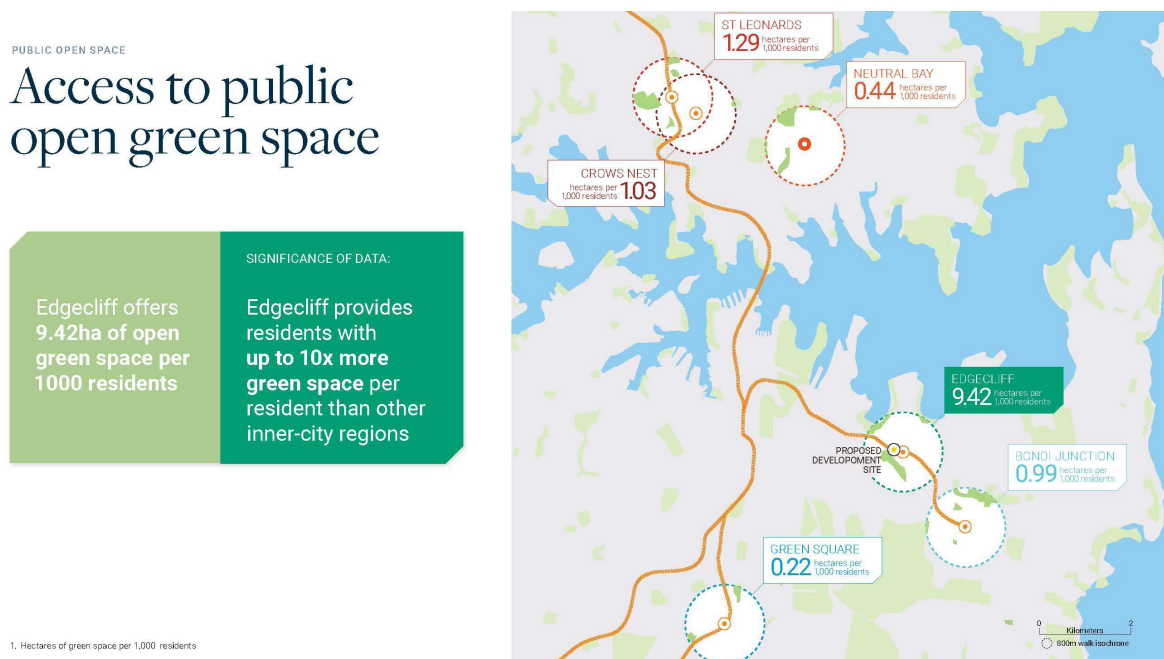 PUBLIC OPEN SPACE
Access to public
open green space
Edgecliff offers
9.42ha of open
green space per
1000 residents
SIGNIFICANCE OF DATA:
Edgecliff provides
residents with
up to 10x more
green space per
resident than other
inner-city regions
1. Hectares of green space per 1,000 residents
ST LEONARDS
1.29 hectares per
1,000 residents
NEUTRAL BAY
0.44 hectares per
1,000 residents
CROWS NEST
hectares per
1,000 residents 1.03
EDGECLIFF
9.42 hectares per
1,000 residents
PROPOSED
DEVELOPOMENT
SITE
BONDI JUNCTION
0.99 hectares per
1,000 residents
GREEN SQUARE
0.22 hectares per
1,000 residents
0 2
Kilometers
800m walk isochrone